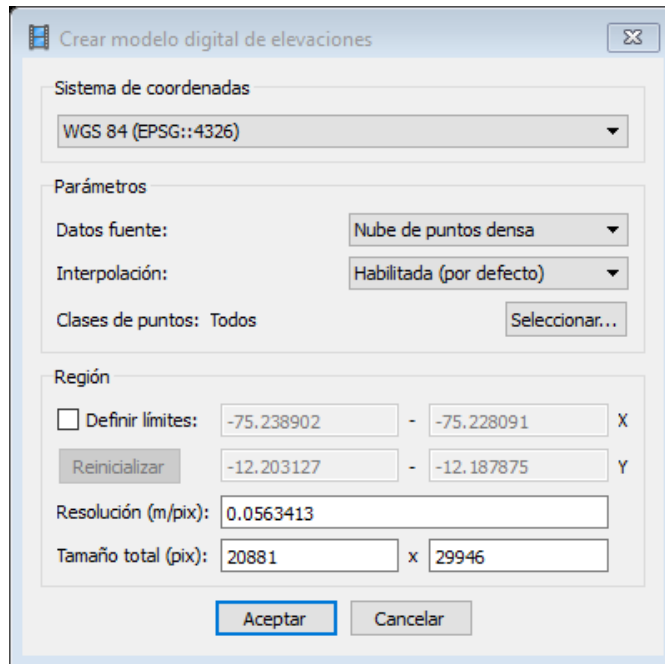 Crear modelo digital de elevaciones
Sistema de coordenadas
WGS 84 (EPSG::4326)
Parámetros
Datos fuente: Nube de puntos densa
Interpolación: Habilitada (por defecto)
Clases de puntos: Todos Seleccionar...
Región
Definir límites: -75.238902 - -75.228091 X
Reinicializar -12.203127 - -12.187875 Y
Resolución (m/pix): 0.0563413
Tamaño total (pix): 20881 x 29946
Aceptar Cancelar